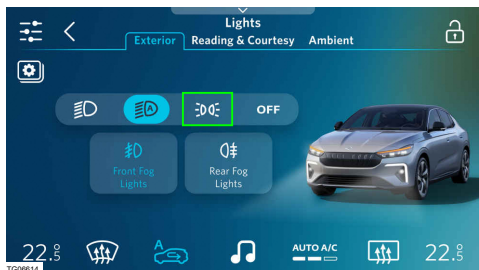 Lights
Exterior Reading & Courtesy Ambient
A OFF
Front Fog
Lights
Rear Fog
Lights
22.5 A AUTO A/C 22.5
TG06614